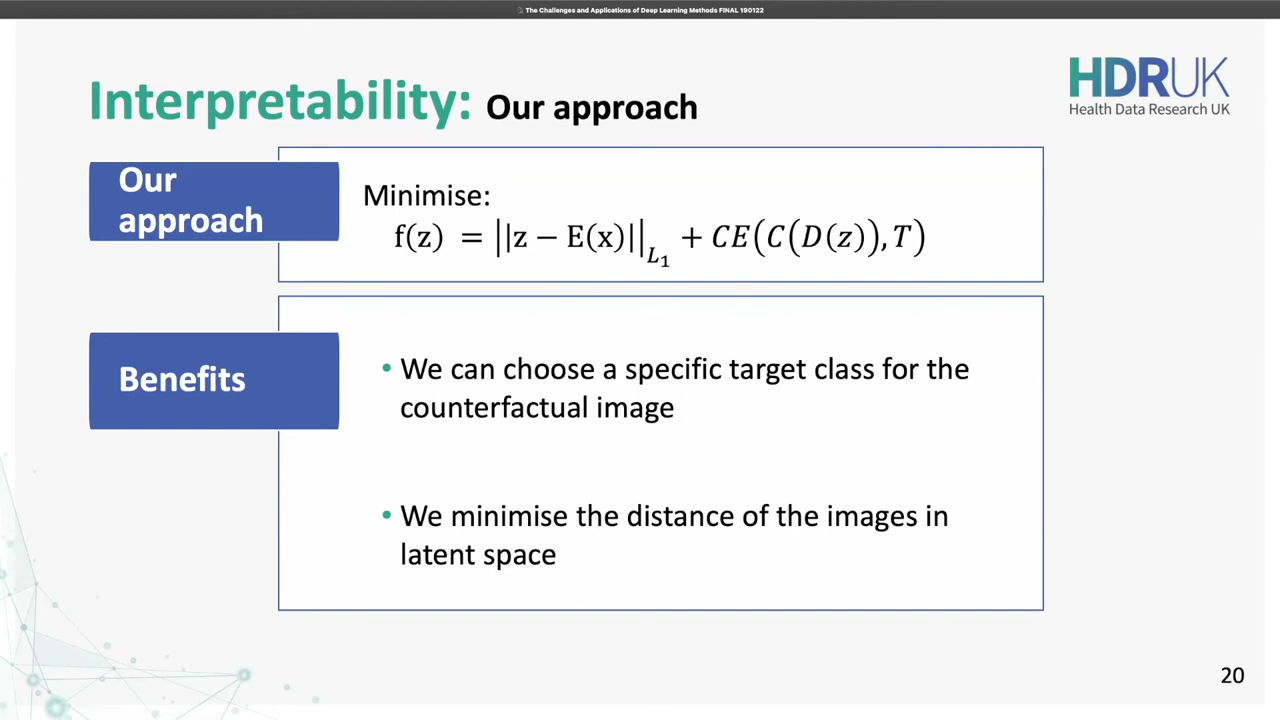 The Challenges and Applications of Deep Learning Methods FINAL 190122
Interpretability: Our approach
HDRUK
Health Data Research UK
Our
approach
Minimise:
f(z) = ||z − E(x)||_{L_1} + CE(C(D(z)), T)
Benefits
• We can choose a specific target class for the
counterfactual image
• We minimise the distance of the images in
latent space
20